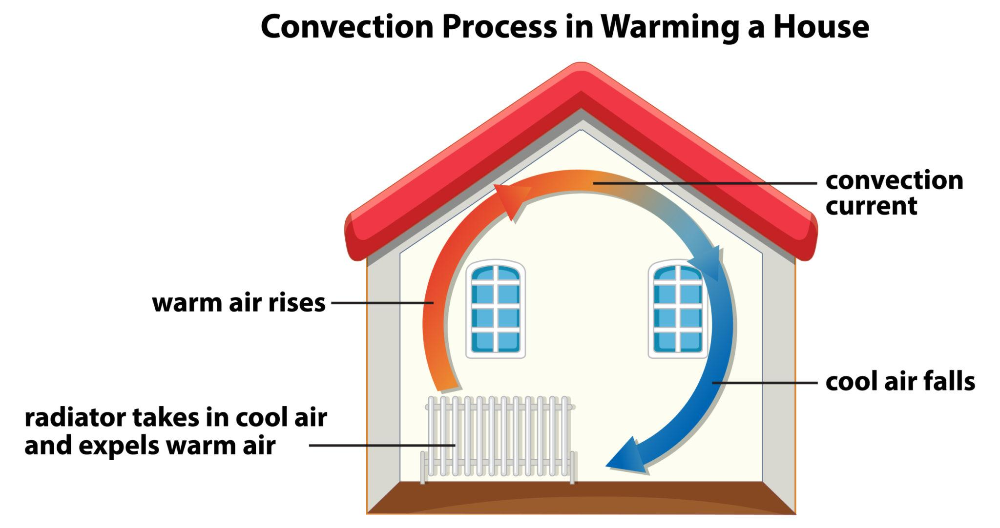 Convection Process in Warming a House
convection
current
warm air rises
cool air falls
radiator takes in cool air
and expels warm air